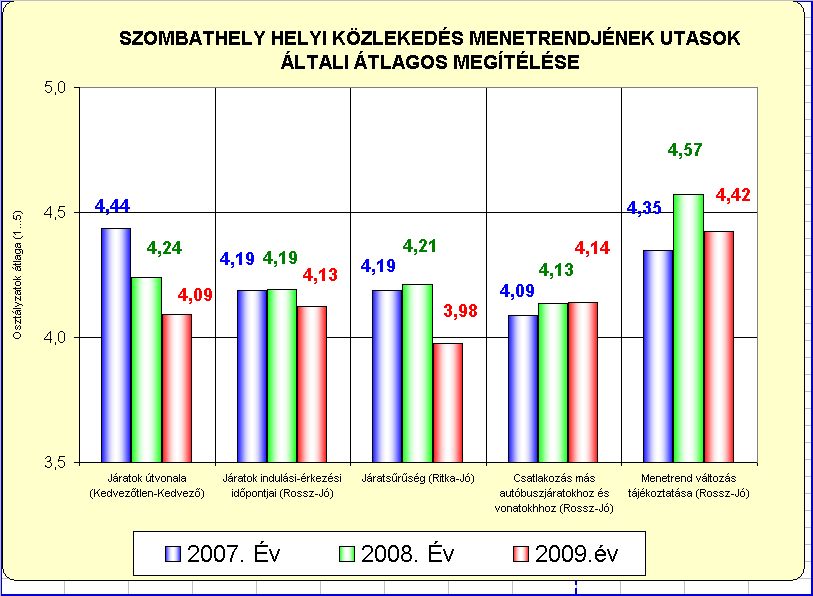 SZOMBATHELY HELYI KÖZLEKEDÉS MENETRENDJÉNEK UTASOK
ÁLTALI ÁTLAGOS MEGÍTÉLÉSE
Osztályzatok átlaga (1...5)
5,0
4,5
4,0
3,5
4,44
4,24
4,09
4,19
4,19
4,13
4,19
4,21
3,98
4,09
4,13
4,14
4,35
4,57
4,42
Járatok útvonala
(Kedvezőtlen-Kedvező)
Járatok indulási-érkezési
időpontjai (Rossz-Jó)
Járatsűrűség (Ritka-Jó)
Csatlakozás más
autóbuszjáratokhoz és
vonatokhhoz (Rossz-Jó)
Menetrend változás
tájékoztatása (Rossz-Jó)
2007. Év
2008. Év
2009.év